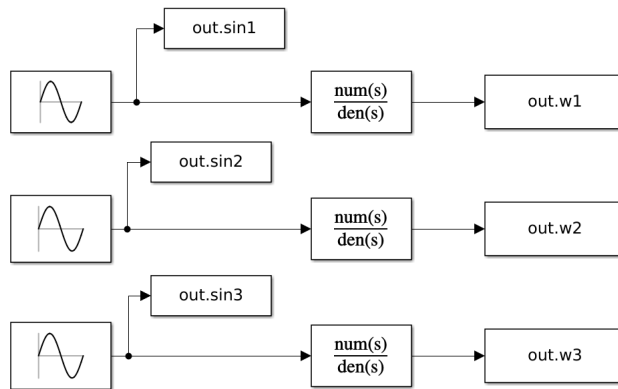 out.sin1
num(s)
den(s)
out.w1
out.sin2
num(s)
den(s)
out.w2
out.sin3
num(s)
den(s)
out.w3